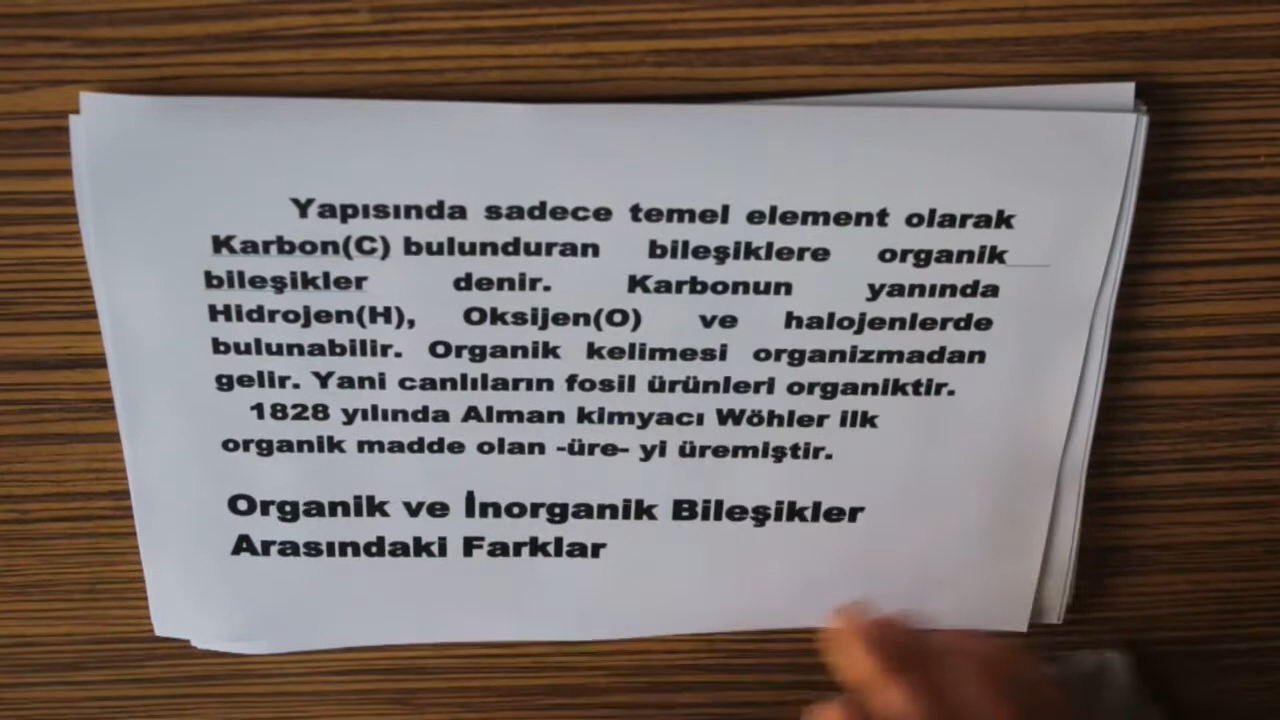 Yapısında sadece temel element olarak
Karbon(C) bulunduran bileşiklere organik
bileşikler denir. Karbonun yanında
Hidrojen(H), Oksijen(O) ve halojenlerde
bulunabilir. Organik kelimesi organizmadan
gelir. Yani canlıların fosil ürünleri organiktir.
1828 yılında Alman kimyacı Wöhler ilk
organik madde olan -üre- yi üremiştir.
Organik ve İnorganik Bileşikler
Arasındaki Farklar